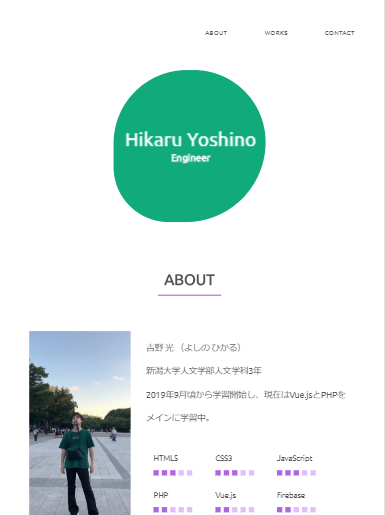 ABOUT WORKS CONTACT
Hikaru Yoshino
Engineer
ABOUT
吉野 光 （よしの ひかる）
新潟大学人文学部人文学科3年
2019年9月頃から学習開始し、現在はVue.jsとPHPを
メインに学習中。
HTML5 CSS3 JavaScript
PHP Vue.js Firebase